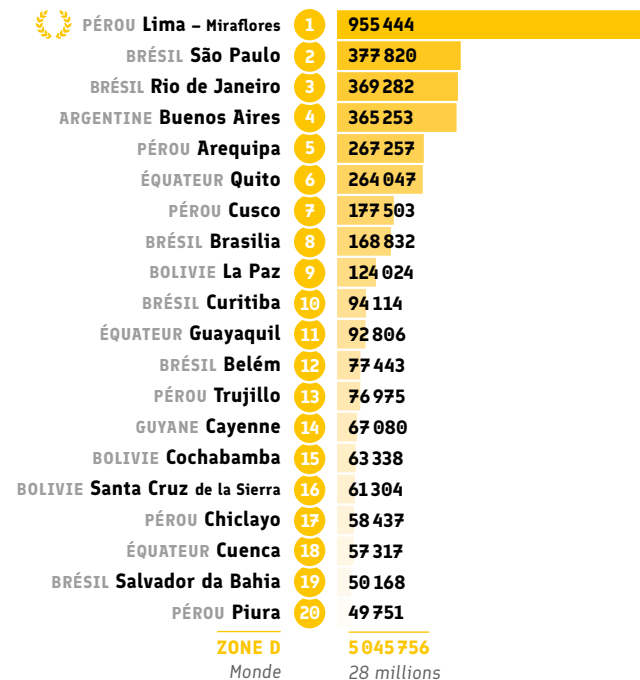 PÉROU Lima – Miraflores 1 955 444
BRÉSIL São Paulo 2 377 820
BRÉSIL Rio de Janeiro 3 369 282
ARGENTINE Buenos Aires 4 365 253
PÉROU Arequipa 5 267 257
ÉQUATEUR Quito 6 264 047
PÉROU Cusco 7 177 503
BRÉSIL Brasilia 8 168 832
BOLIVIE La Paz 9 124 024
BRÉSIL Curitiba 10 94 114
ÉQUATEUR Guayaquil 11 92 806
BRÉSIL Belém 12 77 443
PÉROU Trujillo 13 76 975
GUYANE Cayenne 14 67 080
BOLIVIE Cochabamba 15 63 338
BOLIVIE Santa Cruz de la Sierra 16 61 304
PÉROU Chiclayo 17 58 437
ÉQUATEUR Cuenca 18 57 317
BRÉSIL Salvador da Bahia 19 50 168
PÉROU Piura 20 49 751
ZONE D 5 045 756
Monde 28 millions